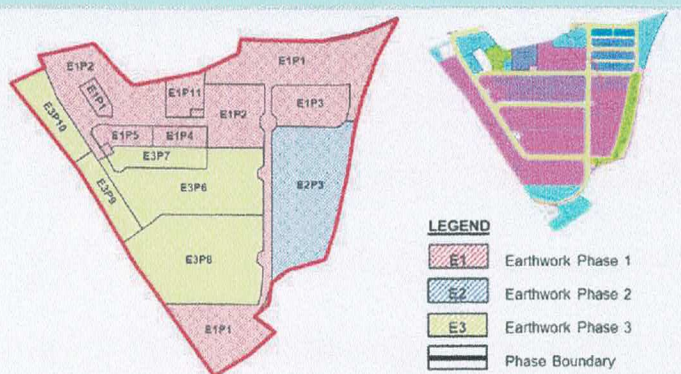 E1P2
E1P1
E1P1
E1P11
E1P2
E1P3
E3P10
E1P5
E1P4
E3P7
E3P9
E3P6
E2P3
E3P8
E1P1
LEGEND
E1 Earthwork Phase 1
E2 Earthwork Phase 2
E3 Earthwork Phase 3
Phase Boundary